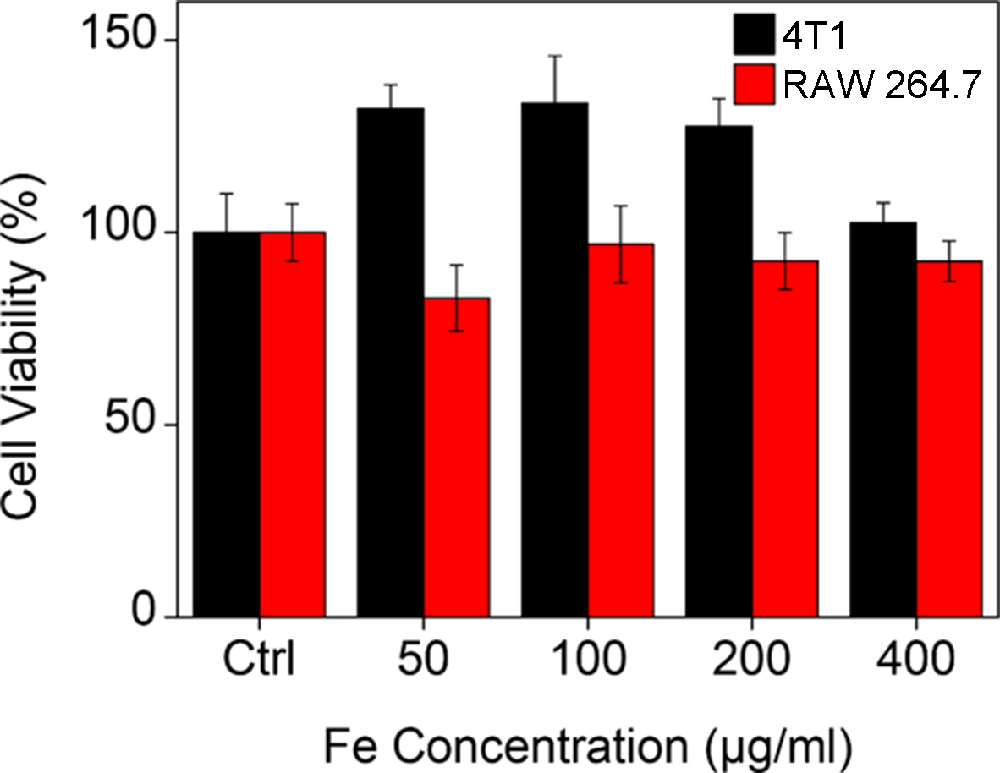 4T1
RAW 264.7
150
100
50
0
Cell Viability (%)
Ctrl 50 100 200 400
Fe Concentration (µg/ml)